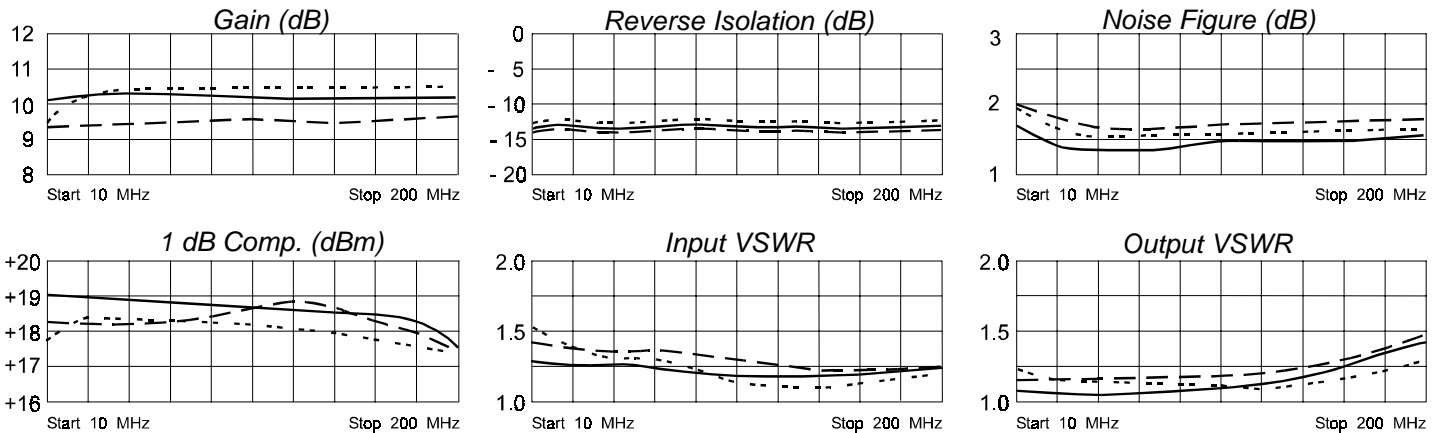 Gain (dB)
12
11
10
9
8
Start 10 MHz Stop 200 MHz
Reverse Isolation (dB)
0
- 5
- 10
- 15
- 20
Start 10 MHz Stop 200 MHz
Noise Figure (dB)
3
2
1
Start 10 MHz Stop 200 MHz
1 dB Comp. (dBm)
+20
+19
+18
+17
+16
Start 10 MHz Stop 200 MHz
Input VSWR
2.0
1.5
1.0
Start 10 MHz Stop 200 MHz
Output VSWR
2.0
1.5
1.0
Start 10 MHz Stop 200 MHz